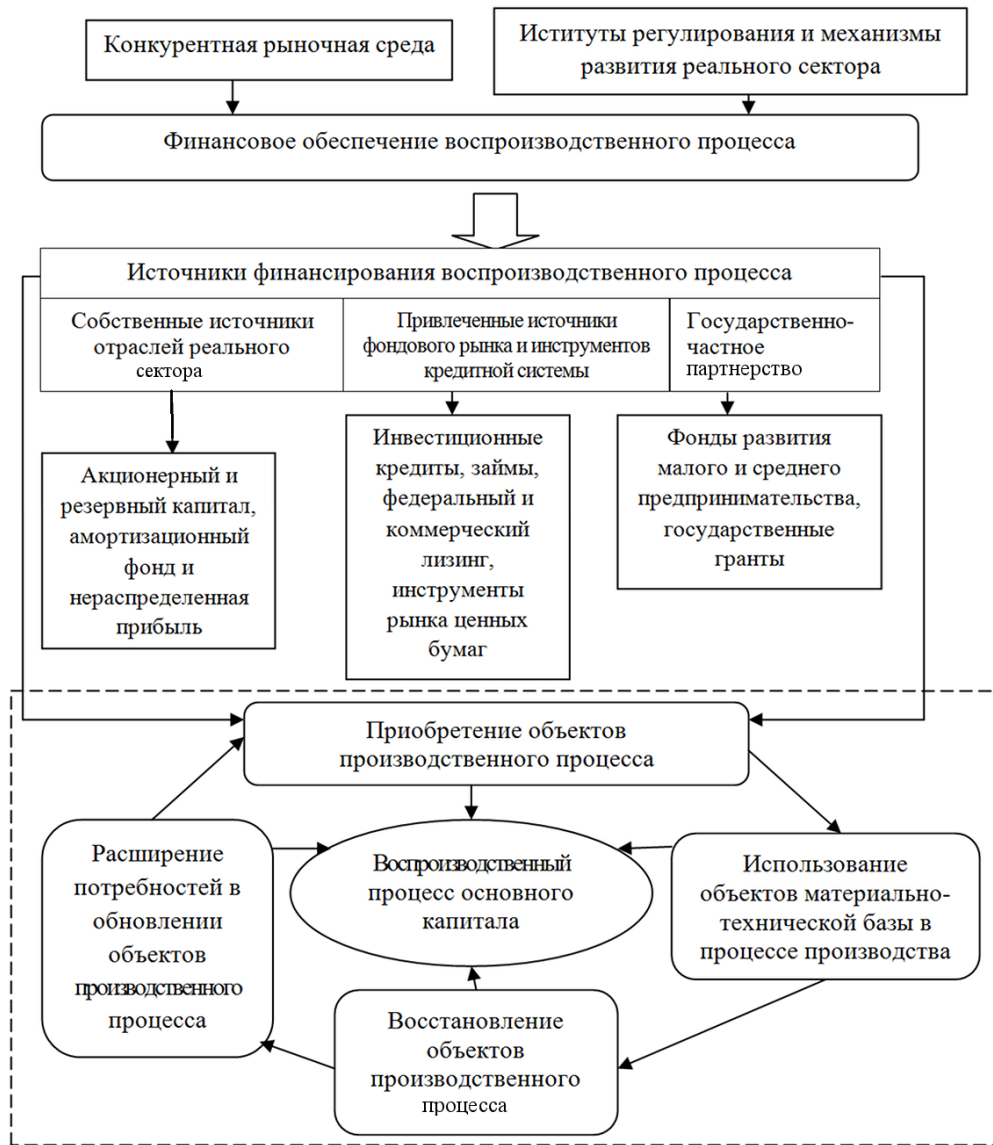 Конкурентная рыночная среда
Иституты регулирования и механизмы
развития реального сектора
Финансовое обеспечение воспроизводственного процесса
Источники финансирования воспроизводственного процесса
Собственные источники
отраслей реального
сектора
Привлеченные источники
фондового рынка и инструментов
кредитной системы
Государственно-
частное
партнерство
Акционерный и
резервный капитал,
амортизационный
фонд и
нераспределенная
прибыль
Инвестиционные
кредиты, займы,
федеральный и
коммерческий
лизинг,
инструменты
рынка ценных
бумаг
Фонды развития
малого и среднего
предпринимательства,
государственные
гранты
Приобретение объектов
производственного процесса
Расширение
потребностей в
обновлении
объектов
производственного
процесса
Воспроизводственный
процесс основного
капитала
Использование
объектов материально-
технической базы в
процессе производства
Восстановление
объектов
производственного
процесса